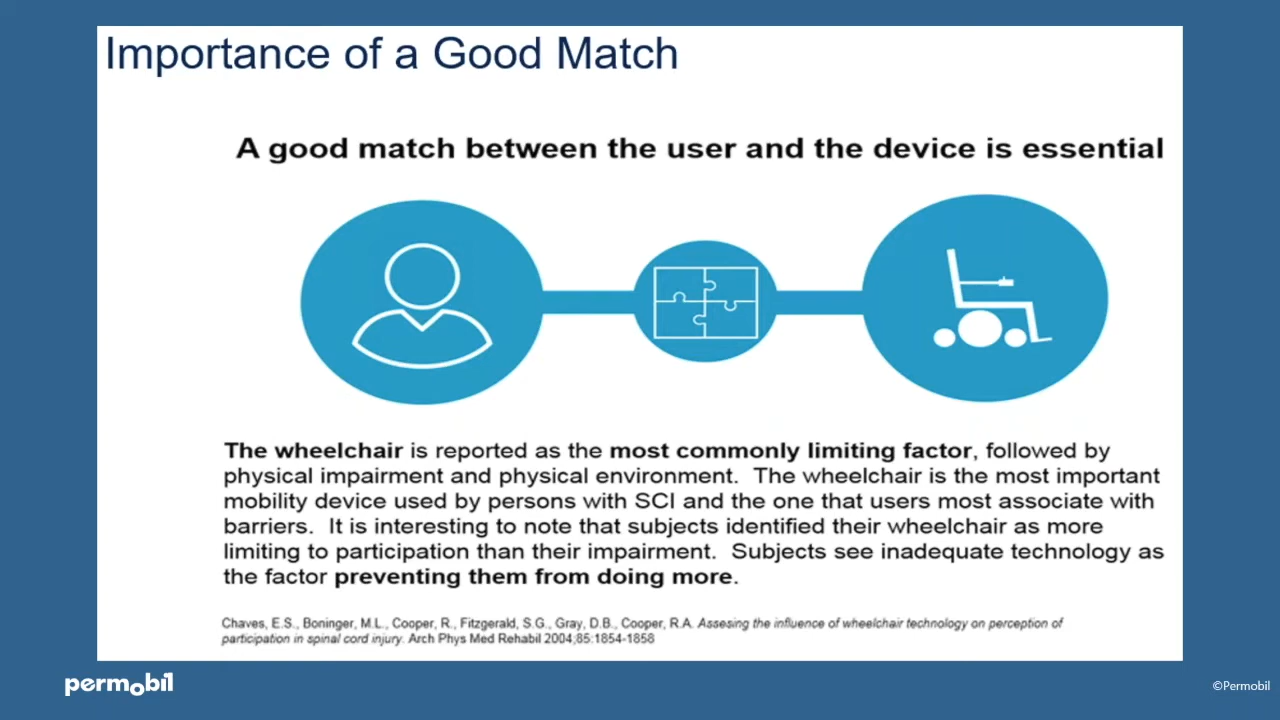 Importance of a Good Match
A good match between the user and the device is essential
The wheelchair is reported as the most commonly limiting factor, followed by
physical impairment and physical environment.  The wheelchair is the most important
mobility device used by persons with SCI and the one that users most associate with
barriers.  It is interesting to note that subjects identified their wheelchair as more
limiting to participation than their impairment.  Subjects see inadequate technology as
the factor preventing them from doing more.
Chaves, E.S., Boninger, M.L., Cooper, R., Fitzgerald, S.G., Gray, D.B., Cooper, R.A. Assesing the influence of wheelchair technology on perception of
participation in spinal cord injury. Arch Phys Med Rehabil 2004;85:1854-1858
permobil
©Permobil